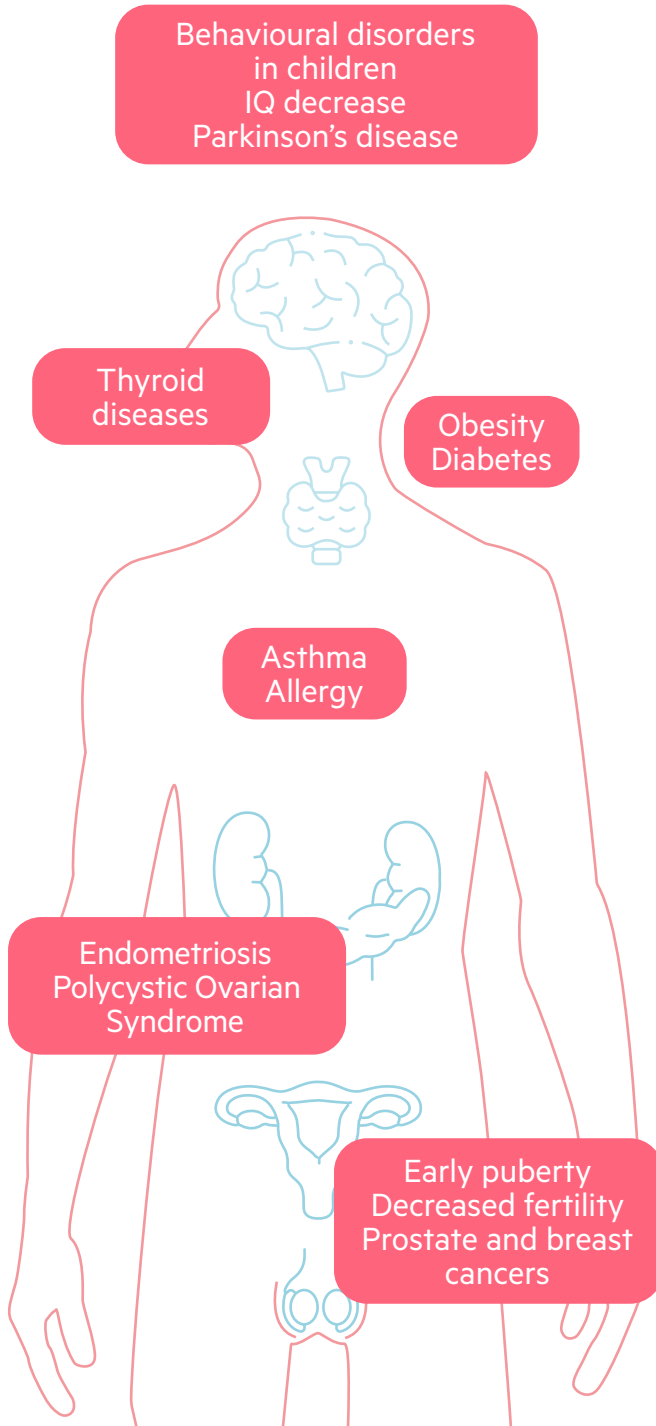 Behavioural disorders
in children
IQ decrease
Parkinson’s disease
Thyroid
diseases
Obesity
Diabetes
Asthma
Allergy
Endometriosis
Polycystic Ovarian
Syndrome
Early puberty
Decreased fertility
Prostate and breast
cancers